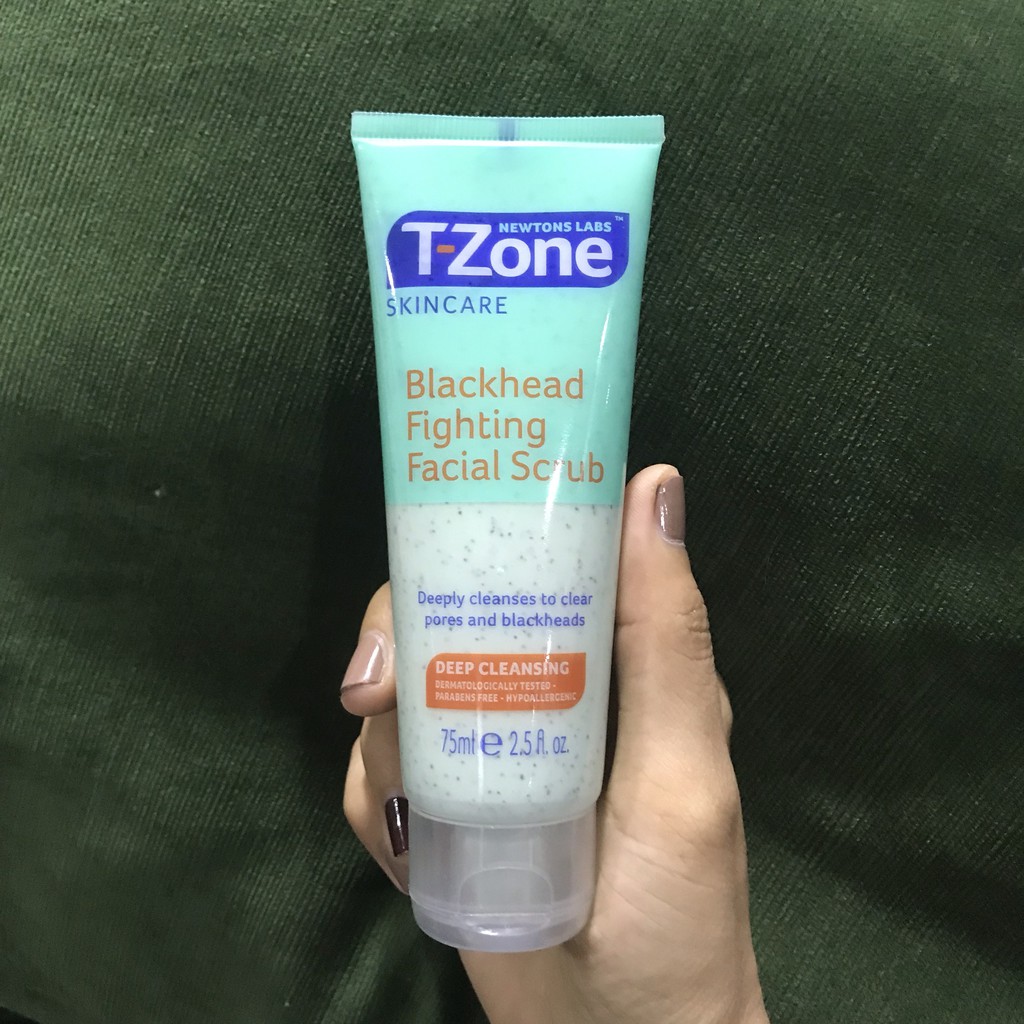 NEWTONS LABS™
T-Zone
SKINCARE
Blackhead
Fighting
Facial Scrub
Deeply cleanses to clear
pores and blackheads
DEEP CLEANSING
DERMATOLOGICALLY TESTED -
PARABENS FREE - HYPOALLERGENIC
75ml ℮ 2.5 fl. oz.